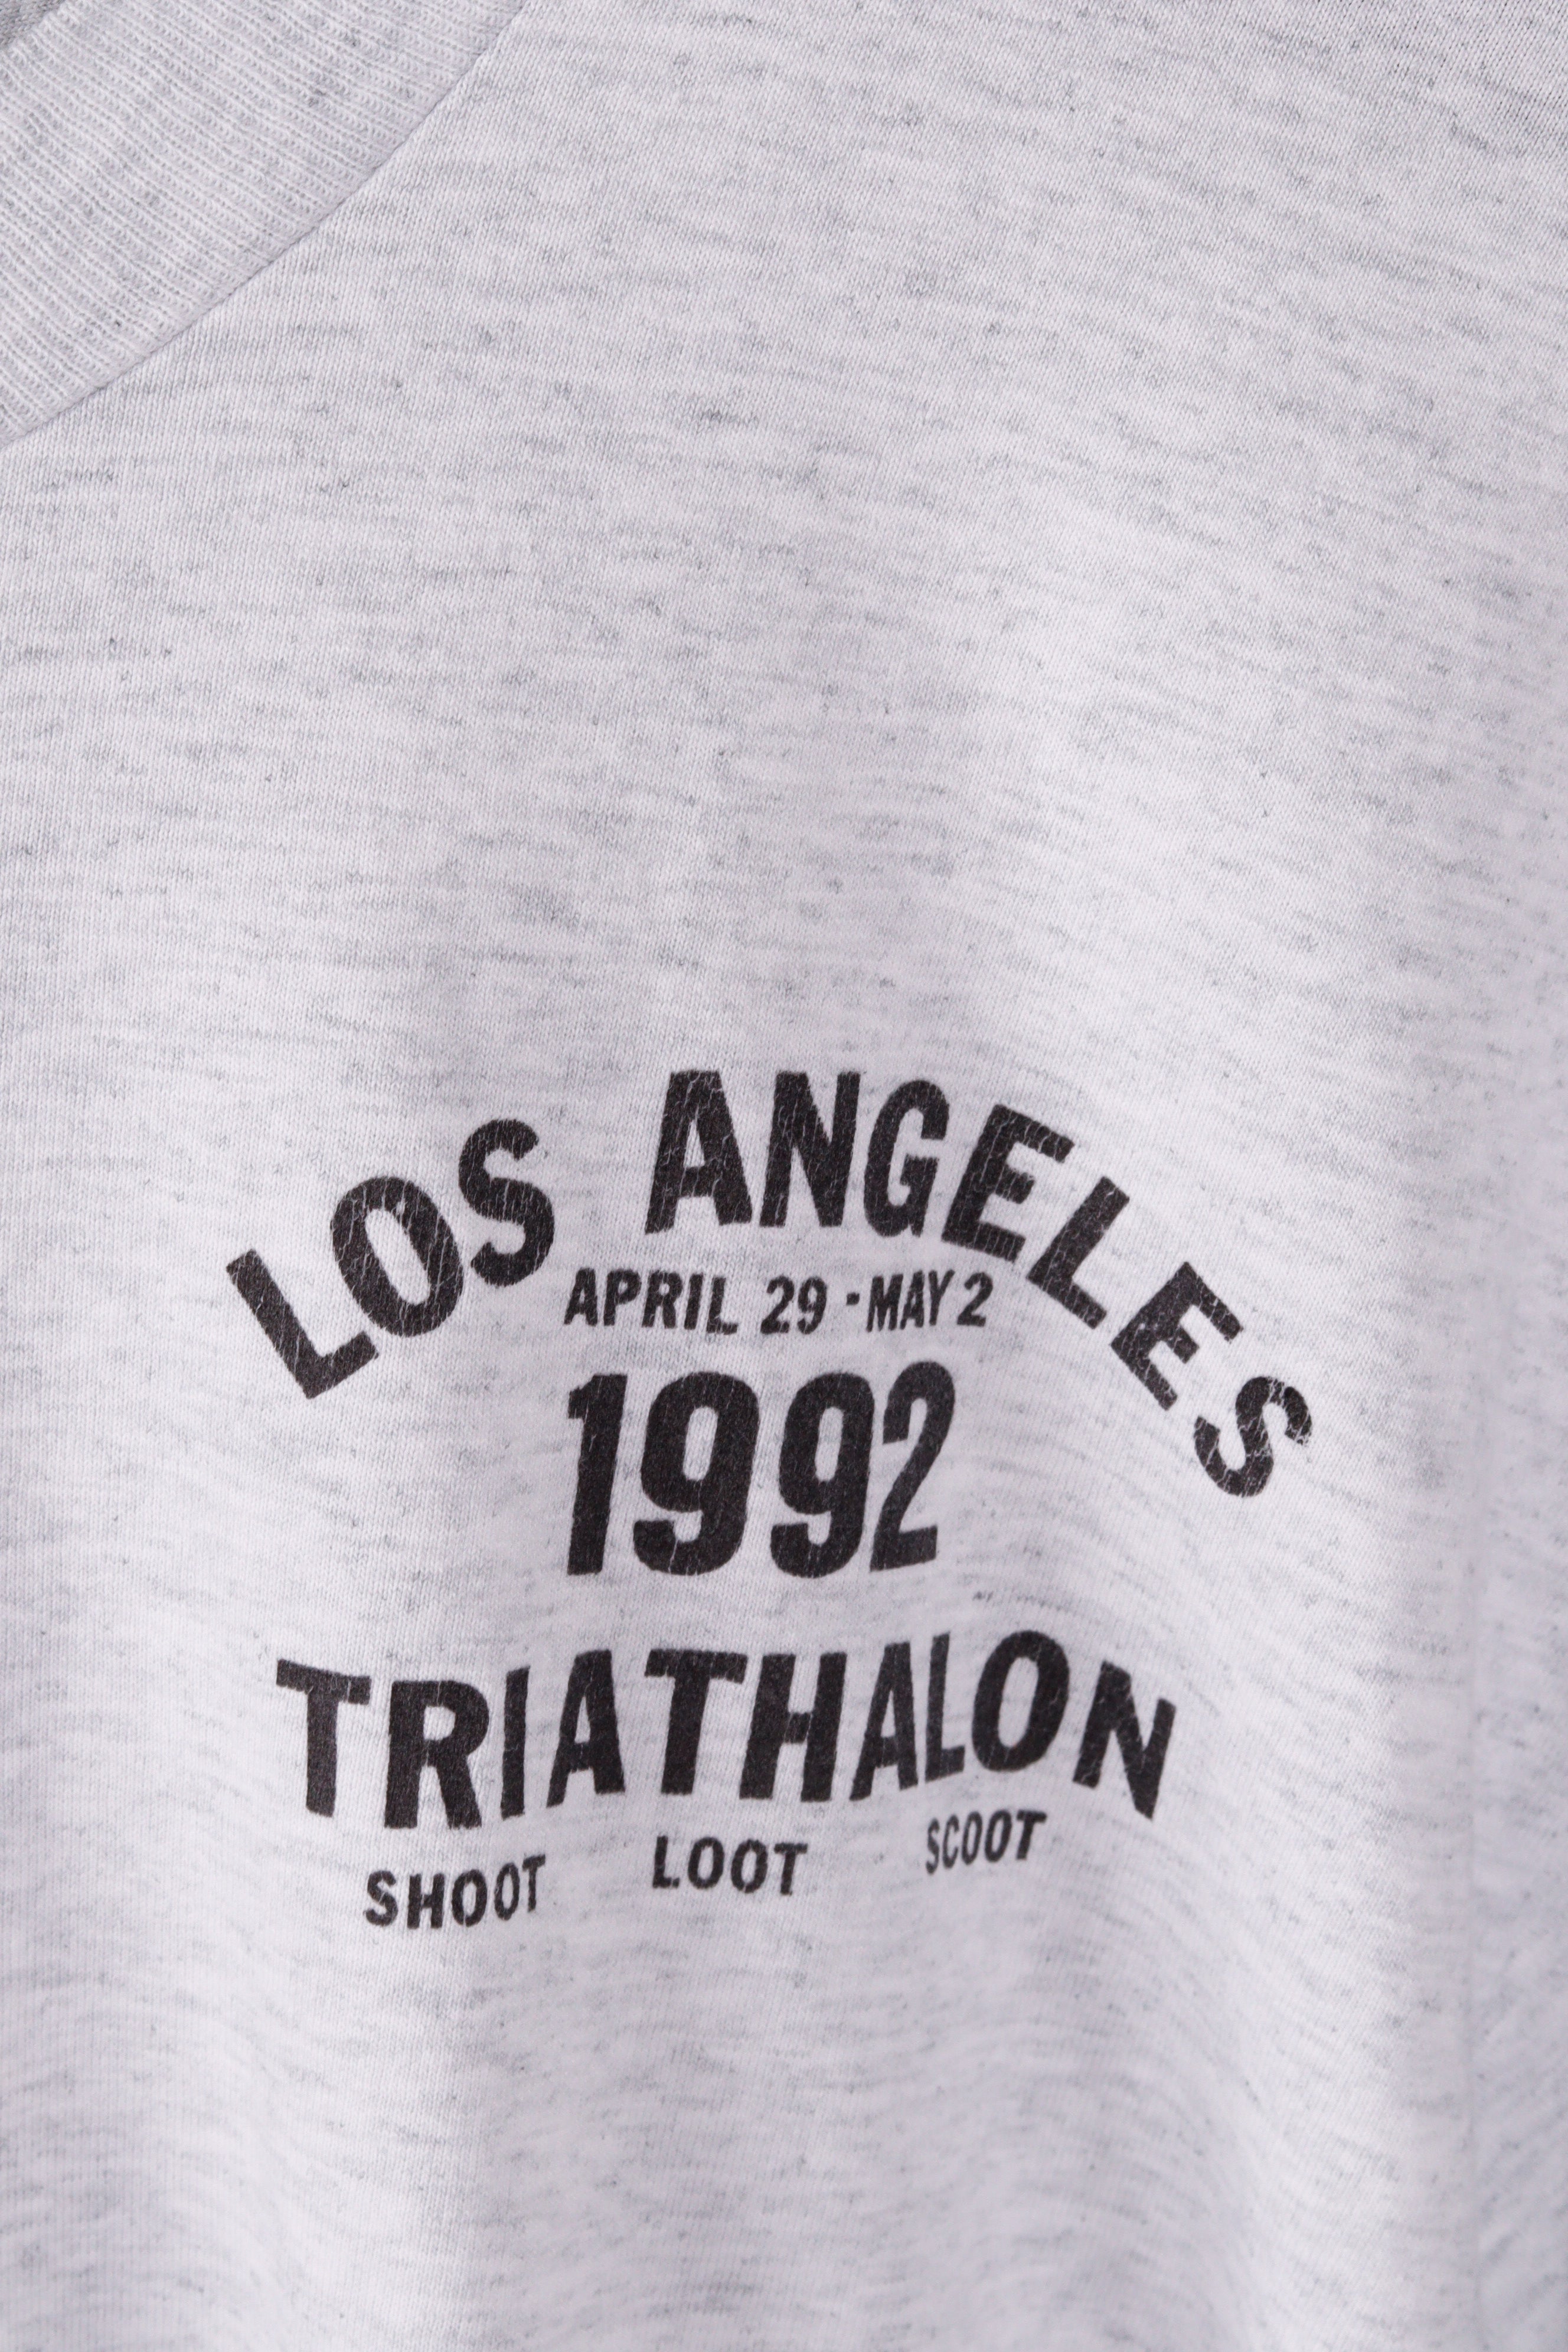 LOS ANGELES
APRIL 29 - MAY 2
1992
TRIATHALON
SHOOT LOOT SCOOT